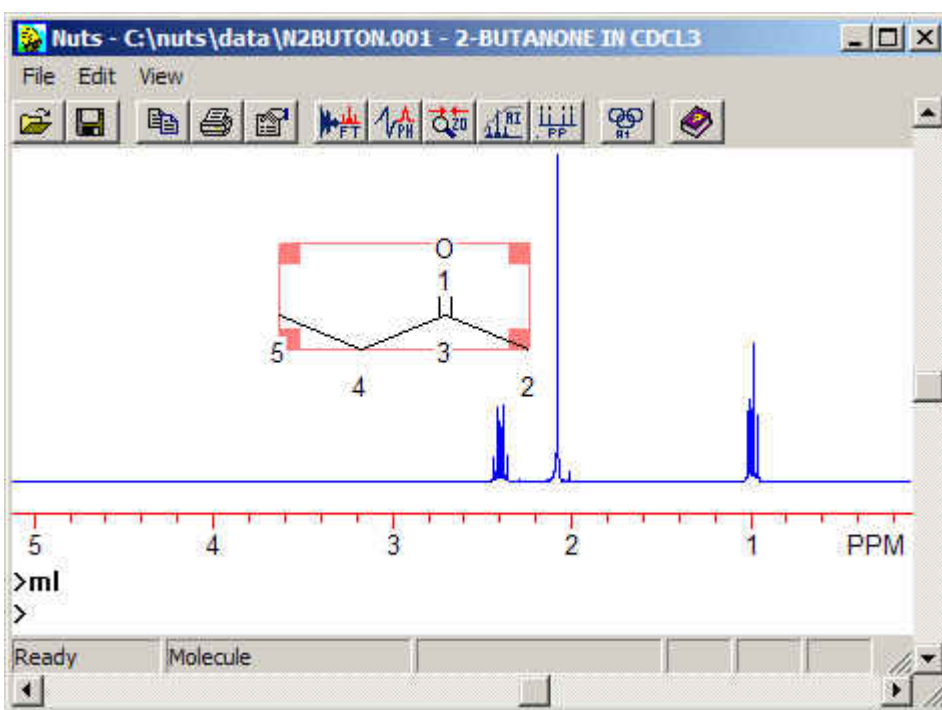 Nuts - C:\nuts\data\N2BUTON.001 - 2-BUTANONE IN CDCL3
File Edit View
FT PH ZO AI PP A+
O
1
5 3
4 2
5 4 3 2 1 PPM
>ml
>
Ready Molecule